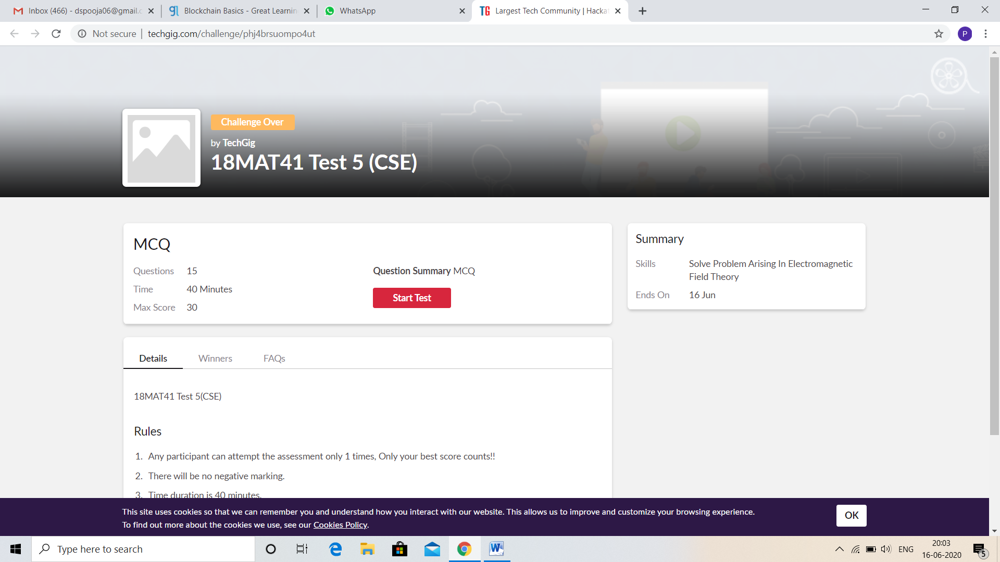 Inbox (466) - dspooja06@gmail.c
Blockchain Basics - Great Learnin
WhatsApp
TG Largest Tech Community | Hacka
Not secure | techgig.com/challenge/phj4brsuompo4ut
P
Challenge Over
by TechGig
18MAT41 Test 5 (CSE)
MCQ
Questions 15
Time 40 Minutes
Max Score 30
Question Summary MCQ
Start Test
Summary
Skills Solve Problem Arising In Electromagnetic
Field Theory
Ends On 16 Jun
Details Winners FAQs
18MAT41 Test 5(CSE)
Rules
1. Any participant can attempt the assessment only 1 times, Only your best score counts!!
2. There will be no negative marking.
3. Time duration is 40 minutes.
This site uses cookies so that we can remember you and understand how you interact with our website. This allows us to improve and customize your browsing experience.
To find out more about the cookies we use, see our Cookies Policy.
OK
Type here to search
ENG
20:03
16-06-2020
5